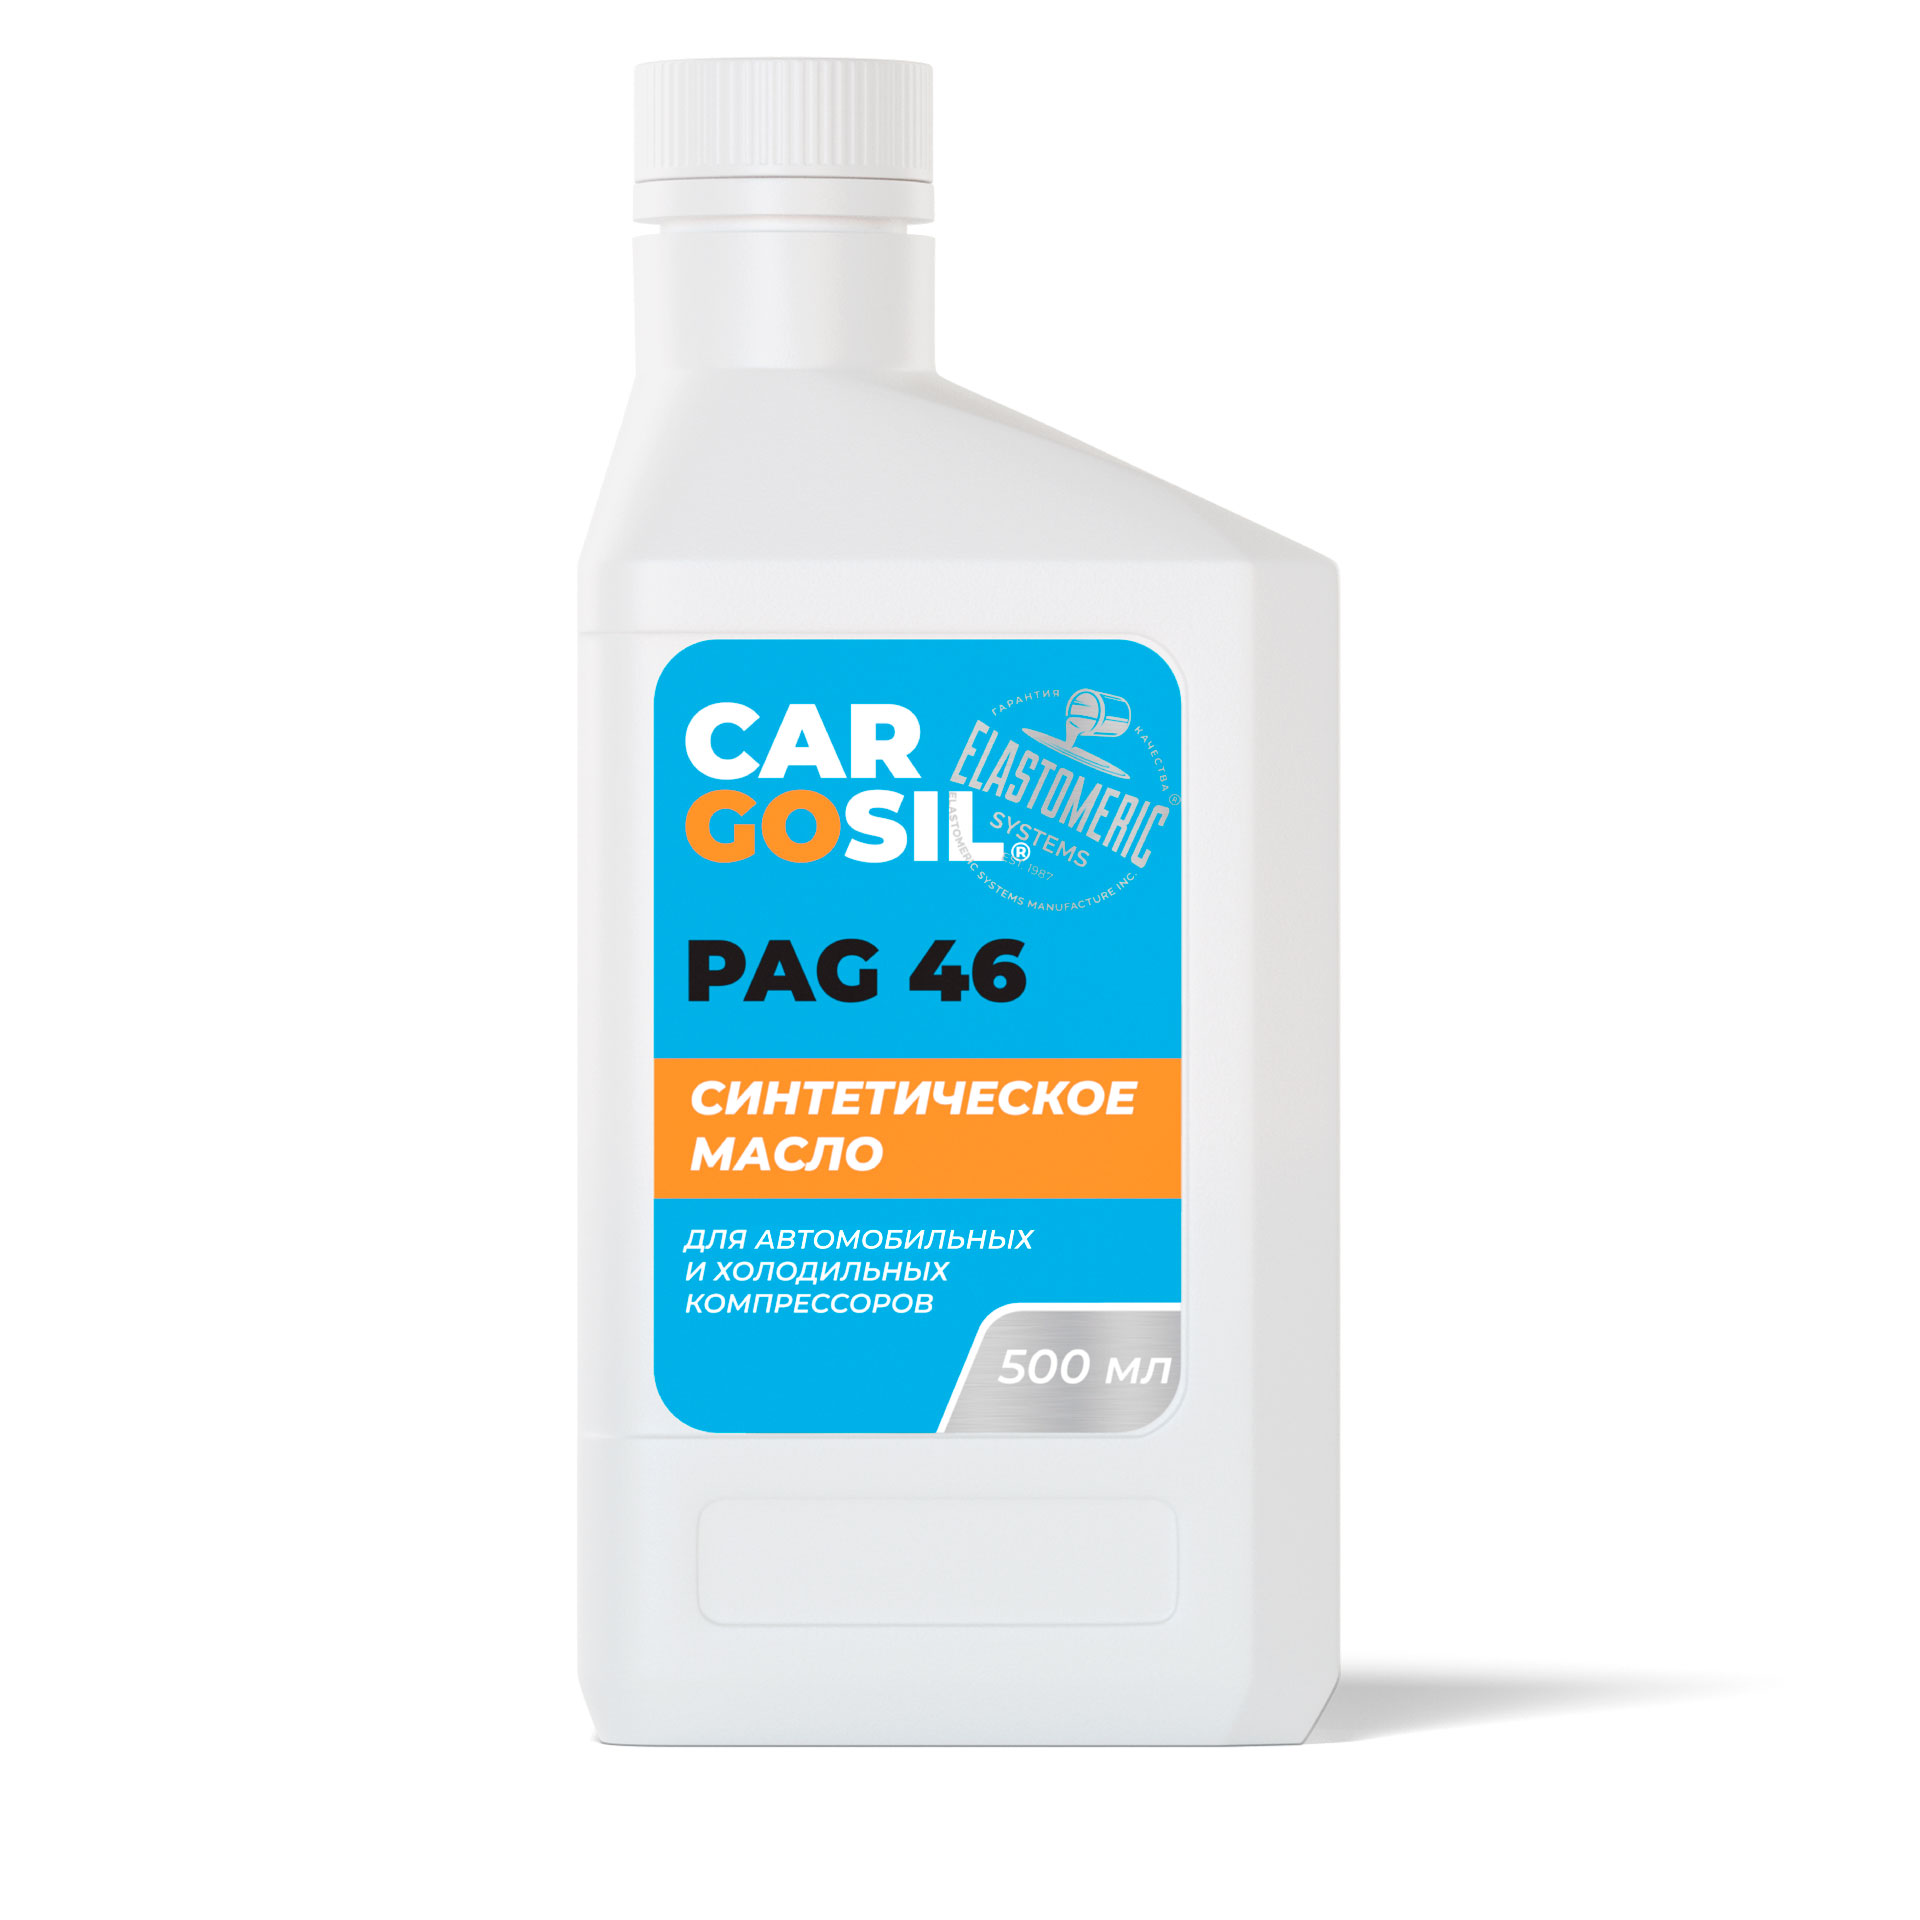 CAR
GOSIL®
ГАРАНТИЯ КАЧЕСТВА
ELASTOMERIC®
SYSTEMS
EST. 1987
ELASTOMERIC SYSTEMS MANUFACTURE INC.
PAG 46
СИНТЕТИЧЕСКОЕ
МАСЛО
ДЛЯ АВТОМОБИЛЬНЫХ
И ХОЛОДИЛЬНЫХ
КОМПРЕССОРОВ
500 мл